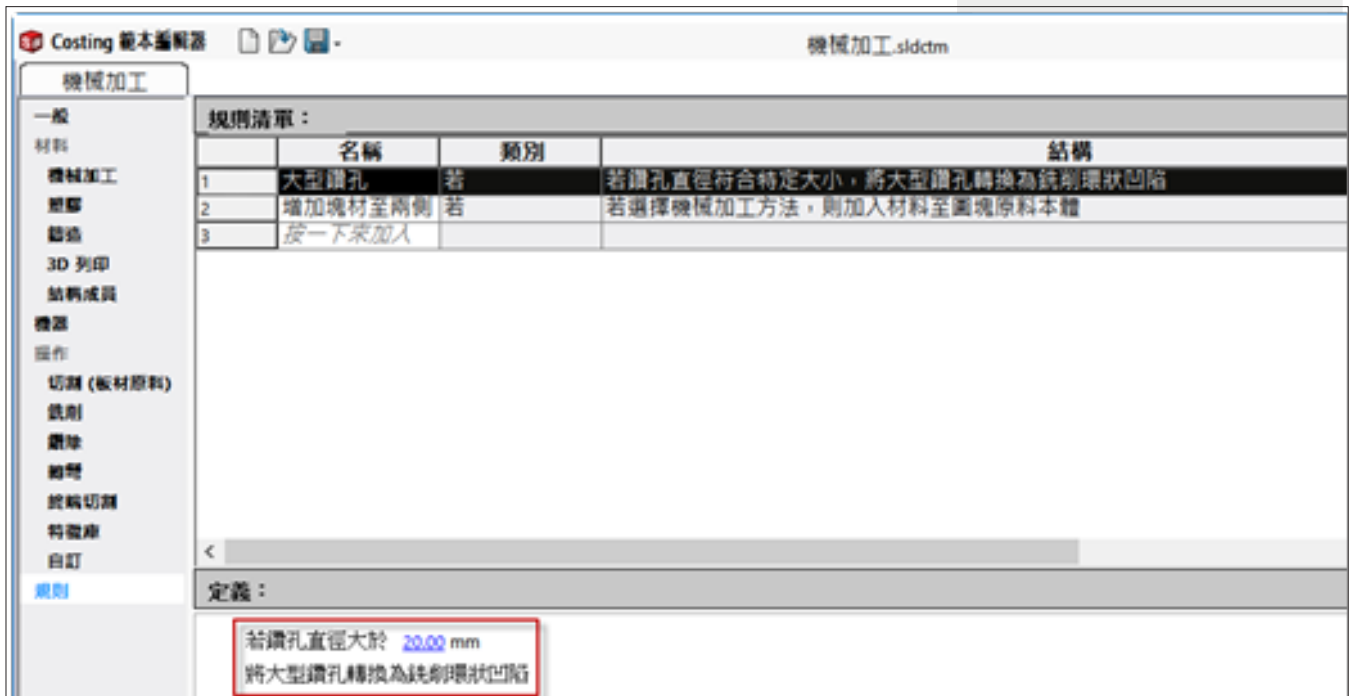 Costing 範本編輯器
機械加工.sldctm
機械加工
一般
材料
機械加工
塑膠
鑄造
3D 列印
結構成員
機器
操作
切割 (板材原料)
銑削
鑽除
轉彎
終端切割
特徵庫
自訂
規則
規則清單：
名稱 類別 結構
1 大型鑽孔 若 若鑽孔直徑符合特定大小，將大型鑽孔轉換為銑削環狀凹陷
2 增加塊材至兩側 若 若選擇機械加工方法，則加入材料至圖塊原料本體
3 按一下來加入
定義：
若鑽孔直徑大於 20.00 mm
將大型鑽孔轉換為銑削環狀凹陷